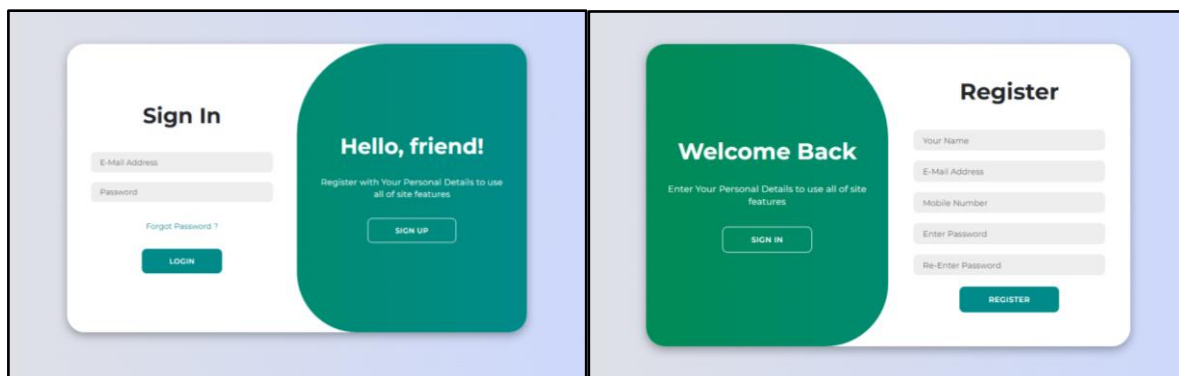 Sign In
E-Mail Address
Password
Forgot Password ?
LOGIN
Hello, friend!
Register with Your Personal Details to use
all of site features
SIGN UP
Welcome Back
Enter Your Personal Details to use all of site
features
SIGN IN
Register
Your Name
E-Mail Address
Mobile Number
Enter Password
Re-Enter Password
REGISTER